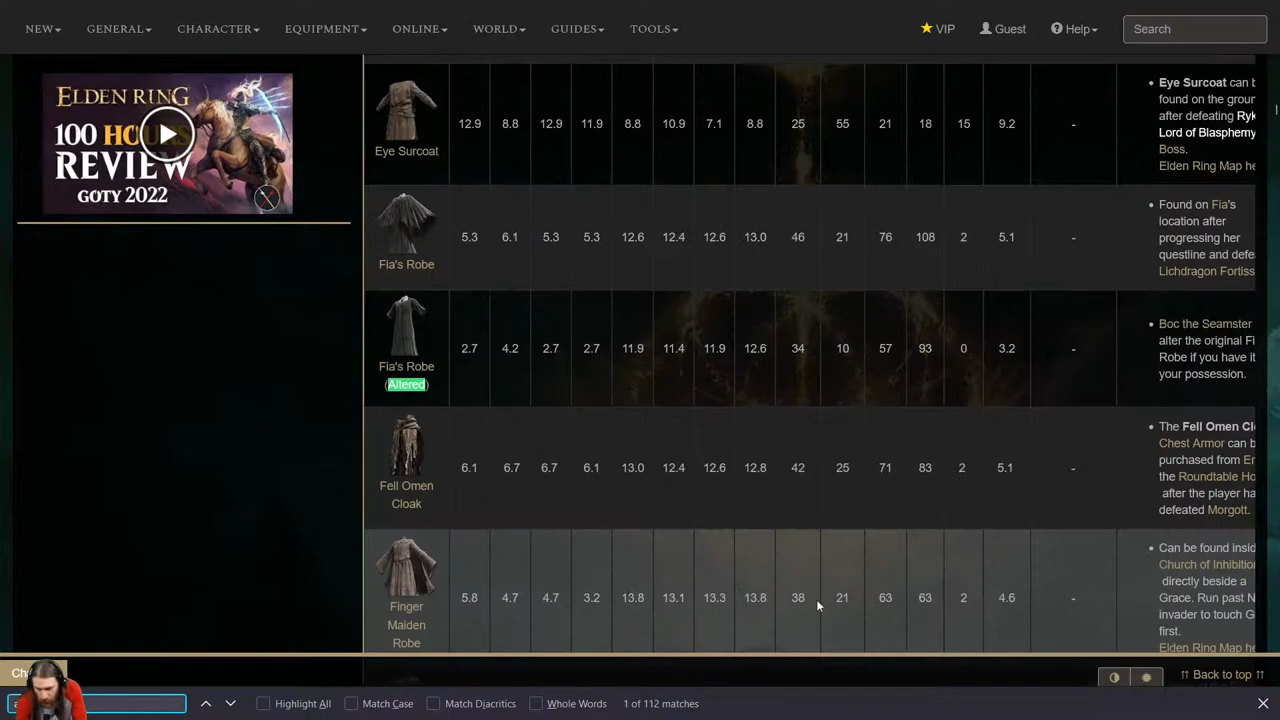 NEW GENERAL CHARACTER EQUIPMENT ONLINE WORLD GUIDES TOOLS VIP Guest Help Search
ELDEN RING
100 HOURS
REVIEW
GOTY 2022
Eye Surcoat 12.9 8.8 12.9 11.9 8.8 10.9 7.1 8.8 25 55 21 18 15 9.2 -
• Eye Surcoat can b
found on the groun
after defeating Ryk
Lord of Blasphemy
Boss.
Elden Ring Map he
Fia's Robe 5.3 6.1 5.3 5.3 12.6 12.4 12.6 13.0 46 21 76 108 2 5.1 -
• Found on Fia's
location after
progressing her
questline and defe
Lichdragon Fortiss
Fia's Robe
(Altered)
2.7 4.2 2.7 2.7 11.9 11.4 11.9 12.6 34 10 57 93 0 3.2 -
• Boc the Seamster
alter the original Fi
Robe if you have it
your possession.
Fell Omen
Cloak
6.1 6.7 6.7 6.1 13.0 12.4 12.6 12.8 42 25 71 83 2 5.1 -
• The Fell Omen Clo
Chest Armor can b
purchased from En
the Roundtable Ho
after the player ha
defeated Morgott.
Finger
Maiden
Robe
5.8 4.7 4.7 3.2 13.8 13.1 13.3 13.8 38 21 63 63 2 4.6 -
• Can be found insid
Church of Inhibition
directly beside a
Grace. Run past N
invader to touch G
first.
Elden Ring Map he
⇈ Back to top ⇈
Highlight All Match Case Match Diacritics Whole Words 1 of 112 matches